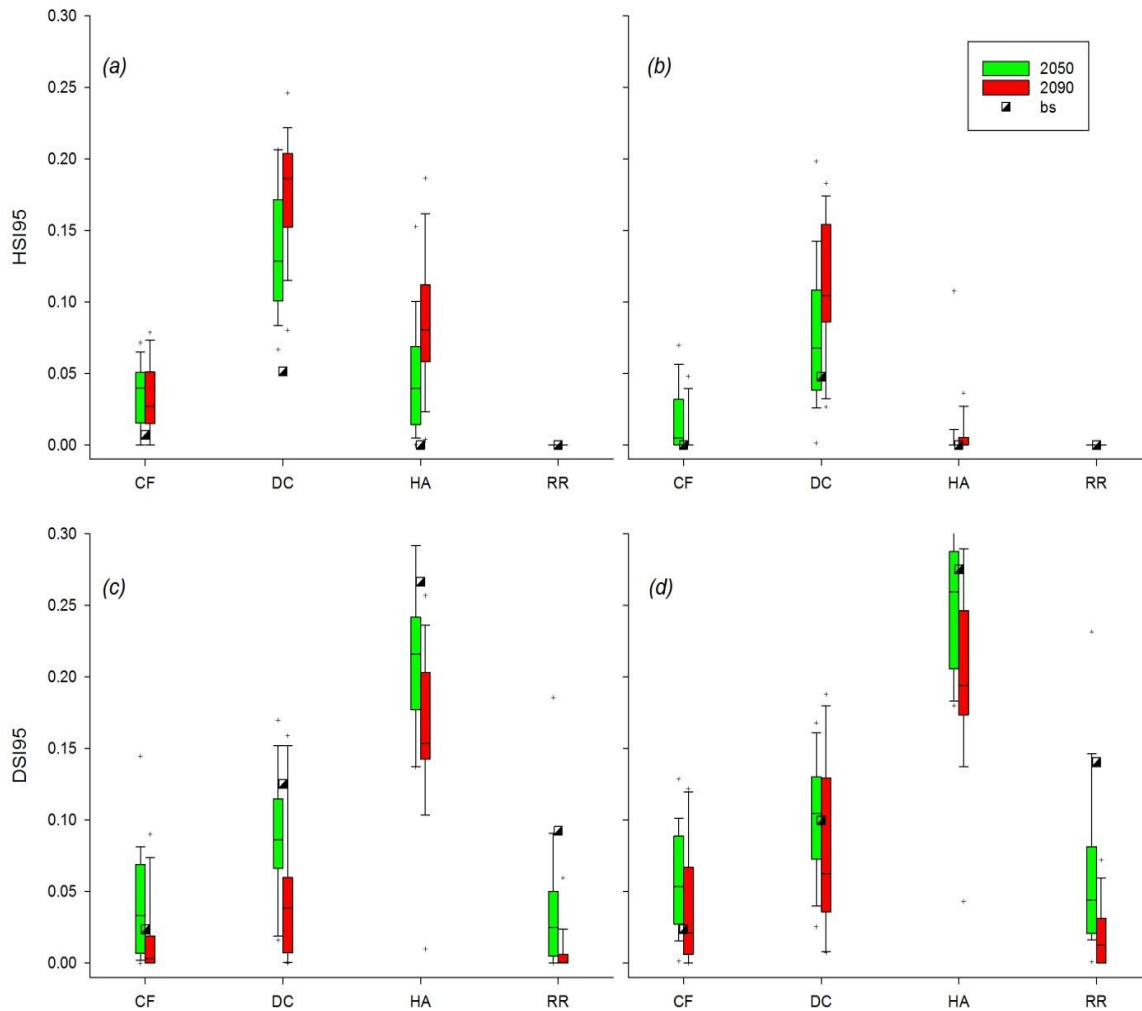 0.30
0.25
0.20
0.15
0.10
0.05
0.00
HSI95
(a)
(b)
2050
2090
bs
CF DC HA RR
CF DC HA RR
0.30
0.25
0.20
0.15
0.10
0.05
0.00
DSI95
(c)
(d)
CF DC HA RR
CF DC HA RR